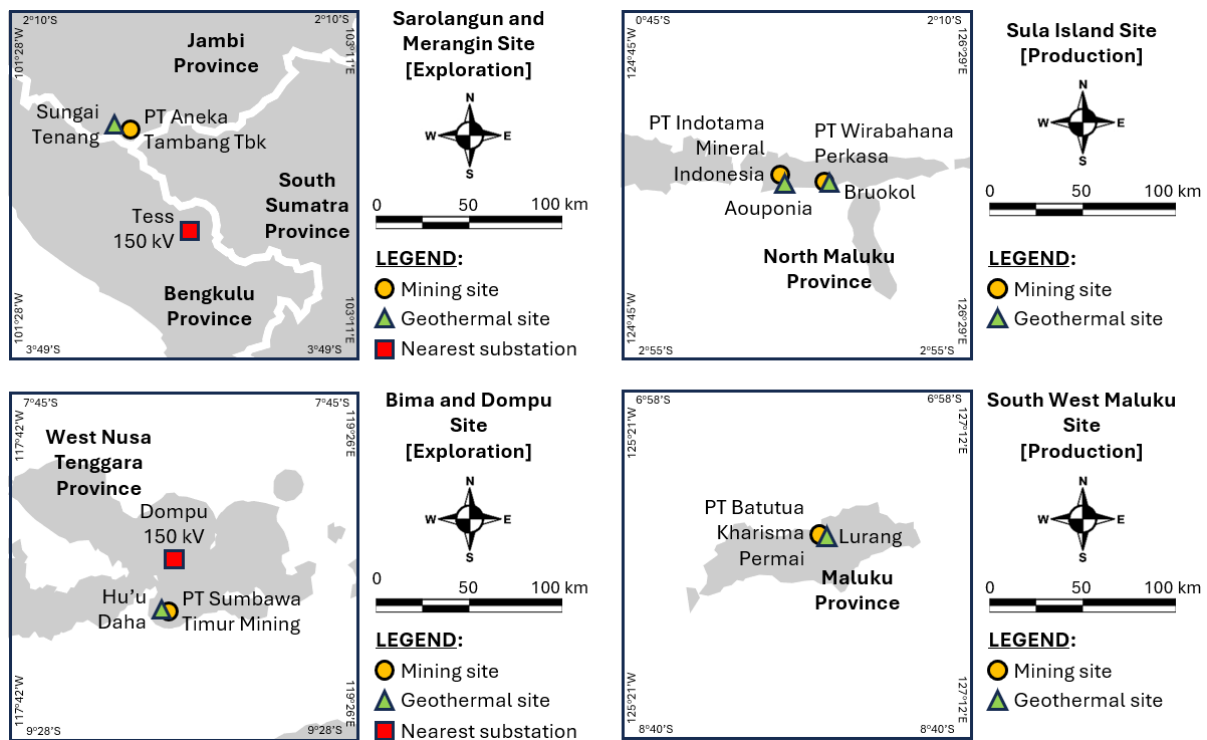 2°10'S
2°10'S
101°28'W
103°11'E
Jambi
Province
Sungai
Tenang
PT Aneka
Tambang Tbk
South
Sumatra
Province
Tess
150 kV
Bengkulu
Province
101°28'W
103°11'E
3°49'S
3°49'S
Sarolangun and
Merangin Site
[Exploration]
N
W
E
S
0
50
100 km
LEGEND:
Mining site
Geothermal site
Nearest substation
0°45'S
2°10'S
124°45'W
126°29'E
PT Indotama
Mineral
Indonesia
PT Wirabahana
Perkasa
Aouponia
Bruokol
North Maluku
Province
124°45'W
126°29'E
2°55'S
2°55'S
Sula Island Site
[Production]
N
W
E
S
0
50
100 km
LEGEND:
Mining site
Geothermal site
7°45'S
7°45'S
117°42'W
119°26'E
West Nusa
Tenggara
Province
Dompu
150 kV
Hu'u
Daha
PT Sumbawa
Timur Mining
117°42'W
119°26'E
9°28'S
9°28'S
Bima and Dompu
Site
[Exploration]
N
W
E
S
0
50
100 km
LEGEND:
Mining site
Geothermal site
Nearest substation
6°58'S
6°58'S
125°21'W
127°12'E
PT Batutua
Kharisma
Permai
Lurang
Maluku
Province
125°21'W
127°12'E
8°40'S
8°40'S
South West Maluku
Site
[Production]
N
W
E
S
0
50
100 km
LEGEND:
Mining site
Geothermal site